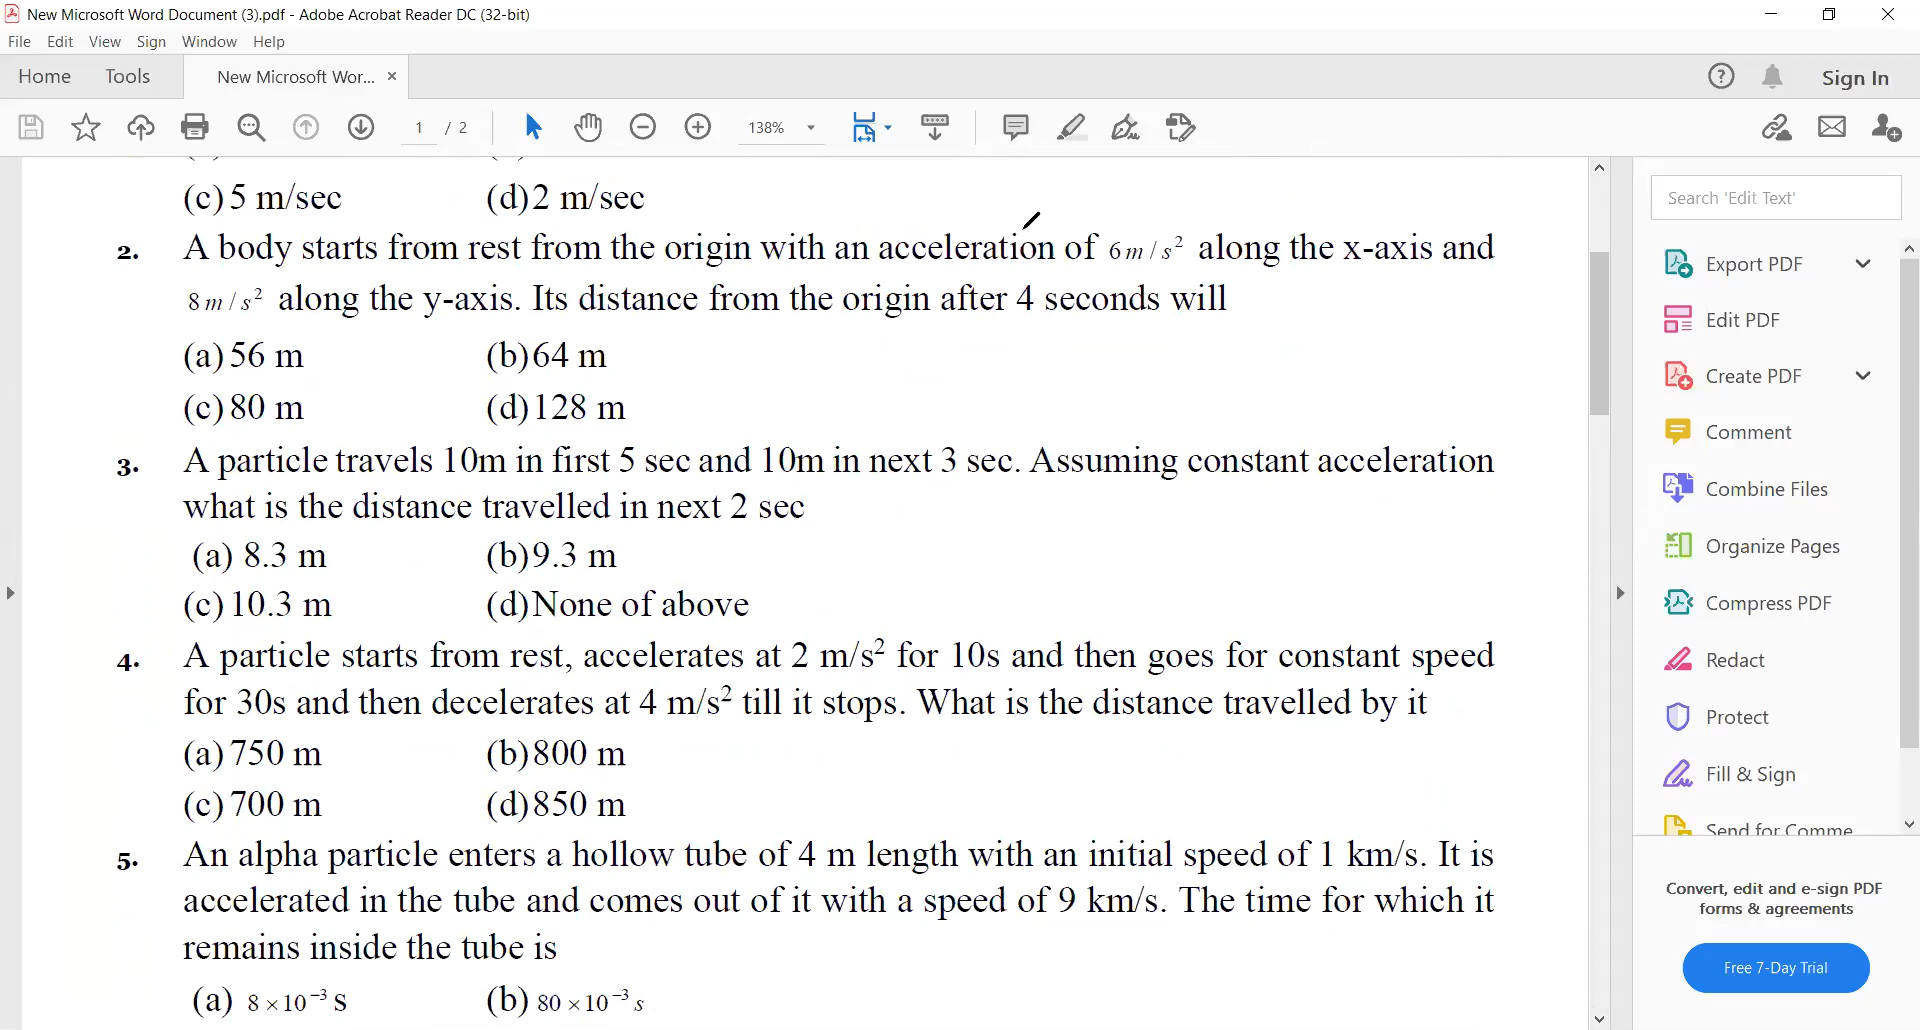 New Microsoft Word Document (3).pdf - Adobe Acrobat Reader DC (32-bit)
File Edit View Sign Window Help
Home Tools New Microsoft Wor... × Sign In
1 / 2 138%
(c) 5 m/sec (d) 2 m/sec
2. A body starts from rest from the origin with an acceleration of 6 m / s² along the x-axis and
8 m / s² along the y-axis. Its distance from the origin after 4 seconds will
(a) 56 m (b) 64 m
(c) 80 m (d) 128 m
3. A particle travels 10m in first 5 sec and 10m in next 3 sec. Assuming constant acceleration
what is the distance travelled in next 2 sec
(a) 8.3 m (b) 9.3 m
(c) 10.3 m (d) None of above
4. A particle starts from rest, accelerates at 2 m/s² for 10s and then goes for constant speed
for 30s and then decelerates at 4 m/s² till it stops. What is the distance travelled by it
(a) 750 m (b) 800 m
(c) 700 m (d) 850 m
5. An alpha particle enters a hollow tube of 4 m length with an initial speed of 1 km/s. It is
accelerated in the tube and comes out of it with a speed of 9 km/s. The time for which it
remains inside the tube is
(a) 8 × 10⁻³ s (b) 80 × 10⁻³ s
Search 'Edit Text'
Export PDF
Edit PDF
Create PDF
Comment
Combine Files
Organize Pages
Compress PDF
Redact
Protect
Fill & Sign
Send for Comme
Convert, edit and e-sign PDF
forms & agreements
Free 7-Day Trial